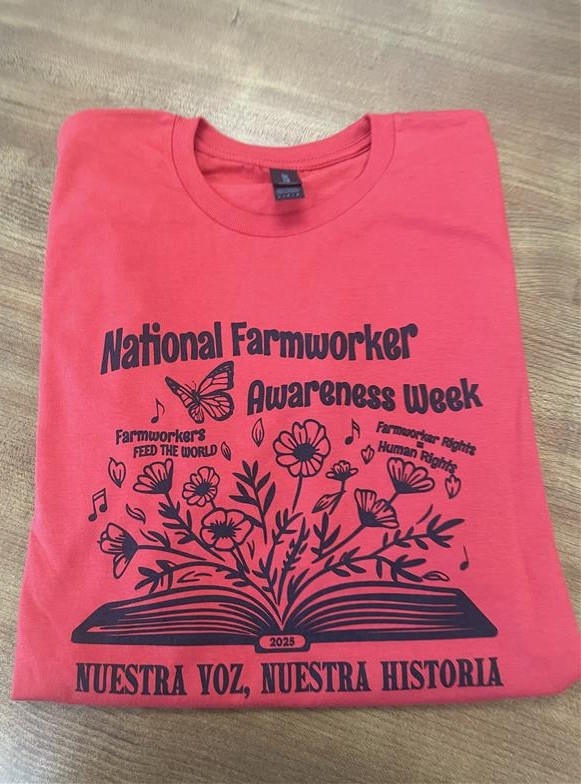 National Farmworker
Awareness Week
Farmworkers
FEED THE WORLD
Farmworker Rights
=
Human Rights
2025
NUESTRA VOZ, NUESTRA HISTORIA